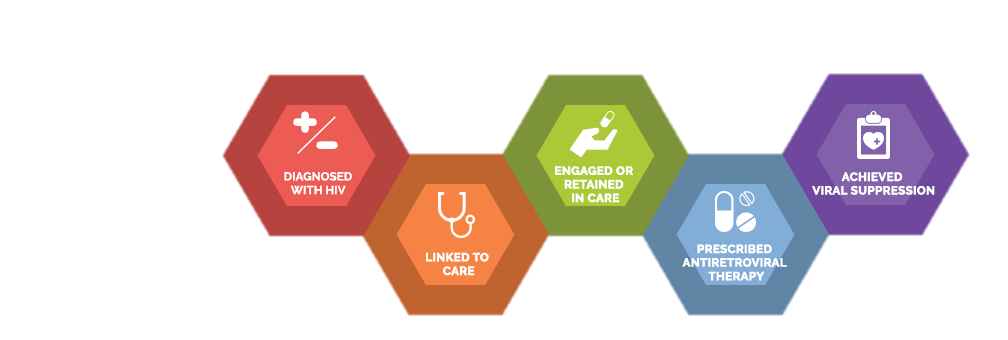 DIAGNOSED
WITH HIV
LINKED TO
CARE
ENGAGED OR
RETAINED
IN CARE
PRESCRIBED
ANTIRETROVIRAL
THERAPY
ACHIEVED
VIRAL SUPPRESSION